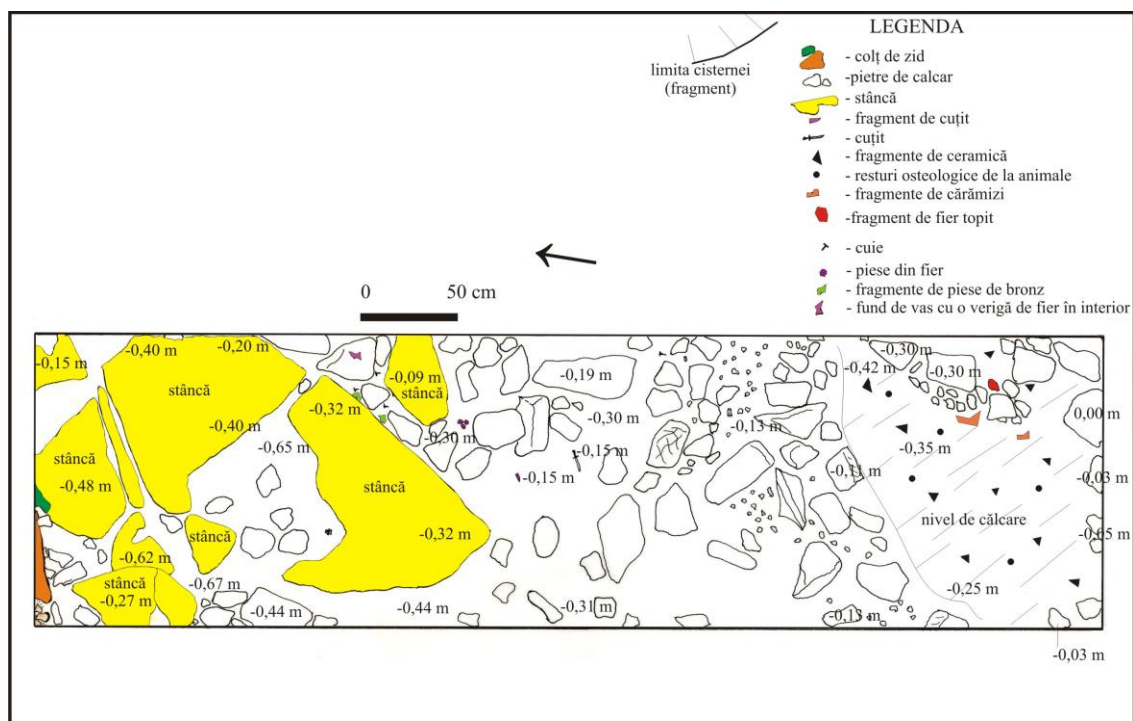 LEGENDA
limita cisternei
(fragment)
- colț de zid
-pietre de calcar
- stâncă
- fragment de cuțit
- cuțit
- fragmente de ceramică
- resturi osteologice de la animale
- fragmente de cărămizi
-fragment de fier topit
- cuie
- piese din fier
- fragmente de piese de bronz
- fund de vas cu o verigă de fier în interior
0 50 cm
-0,15 m
-0,40 m
-0,20 m
stâncă
-0,09 m
stâncă
-0,19 m
-0,42 m
-0,30 m
-0,30 m
-0,32 m
-0,40 m
-0,30 m
-0,30 m
-0,13 m
0,00 m
-0,65 m
-0,15 m
-0,15 m
-0,11 m
-0,35 m
-0,03 m
stâncă
-0,48 m
stâncă
-0,32 m
nivel de călcare
-0,65 m
stâncă
-0,62 m
stâncă
-0,27 m
-0,67 m
-0,44 m
-0,44 m
-0,31 m
-0,13 m
-0,25 m
-0,03 m